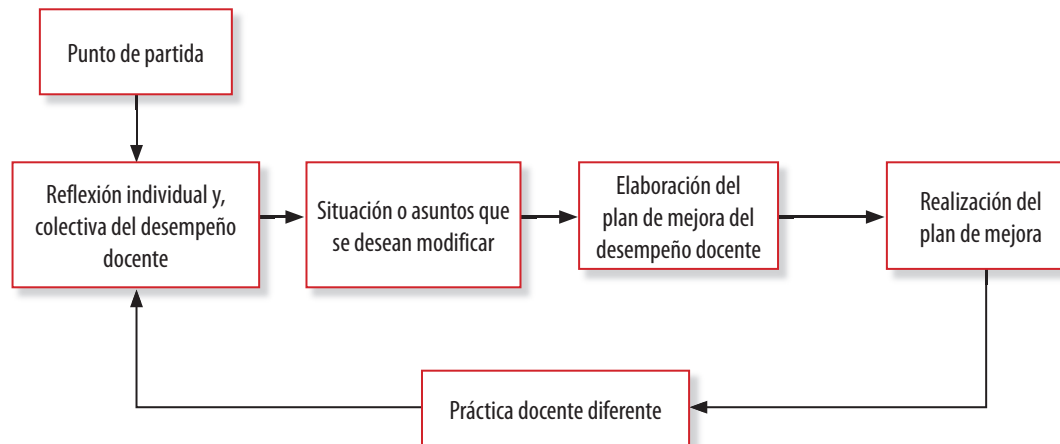 Punto de partida
Reflexión individual y,
colectiva del desempeño
docente
Situación o asuntos que
se desean modificar
Elaboración del
plan de mejora del
desempeño docente
Realización del
plan de mejora
Práctica docente diferente